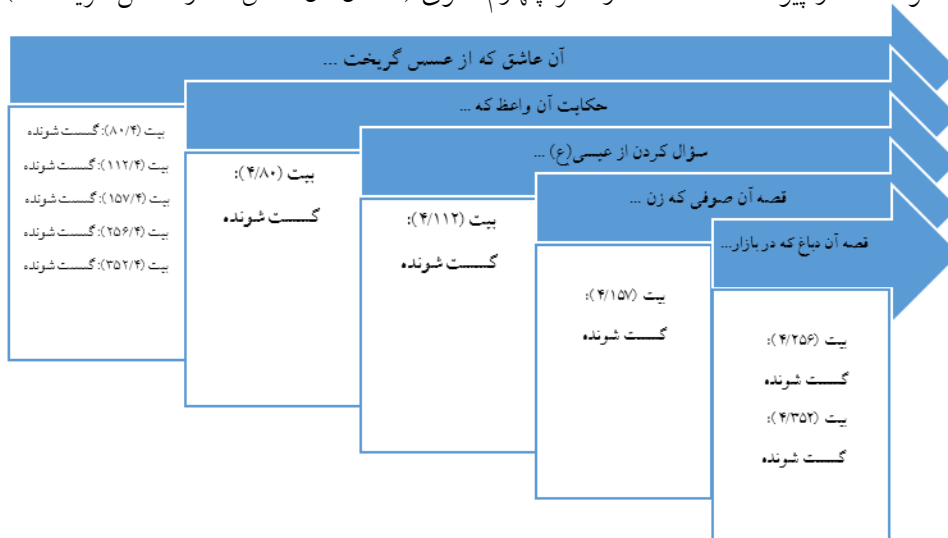 آن عاشق که از عسس گریخت ...
حکایت آن واعظ که ...
سؤال کردن از عیسی(ع) ...
قصه آن صوفی که زن ...
قصه آن دباغ که در بازار...
بیت (۸۰/۴): گسست شونده
بیت (۱۱۲/۴): گسست شونده
بیت (۱۵۷/۴): گسست شونده
بیت (۲۵۶/۴): گسست شونده
بیت (۳۵۲/۴): گسست شونده
بیت (۴/۸۰):
گسست شونده
بیت (۴/۱۱۲):
گسست شونده
بیت (۴/۱۵۷):
گست شونده
بیت (۴/۲۵۶):
گست شونده
بیت (۴/۳۵۲):
گسست شونده